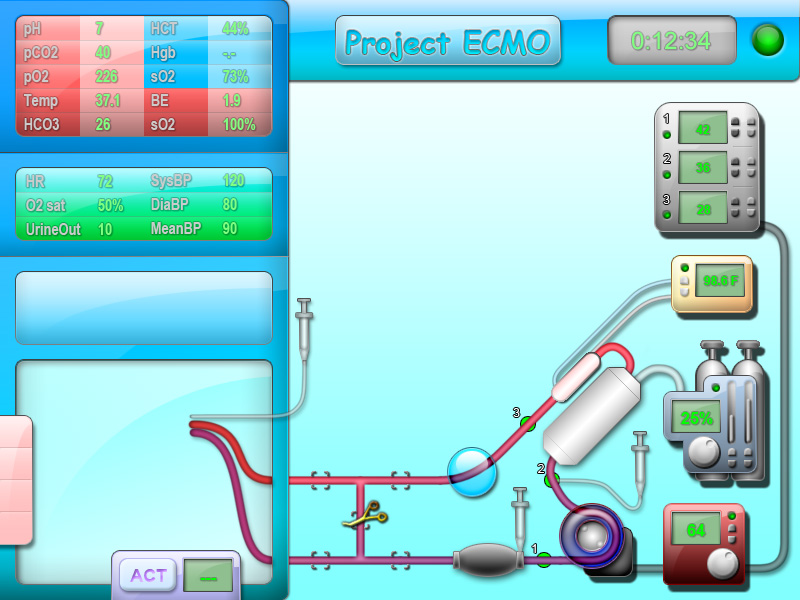 Project ECMO
0:12:34
pH 7 HCT 44%
pCO2 40 Hgb -.-
pO2 226 sO2 73%
Temp 37.1 BE 1.9
HCO3 26 sO2 100%
HR 72 SysBP 120
O2 sat 50% DiaBP 80
UrineOut 10 MeanBP 90
1 42
2 36
3 28
98.6 F
25%
3
2
1
64
ACT ---